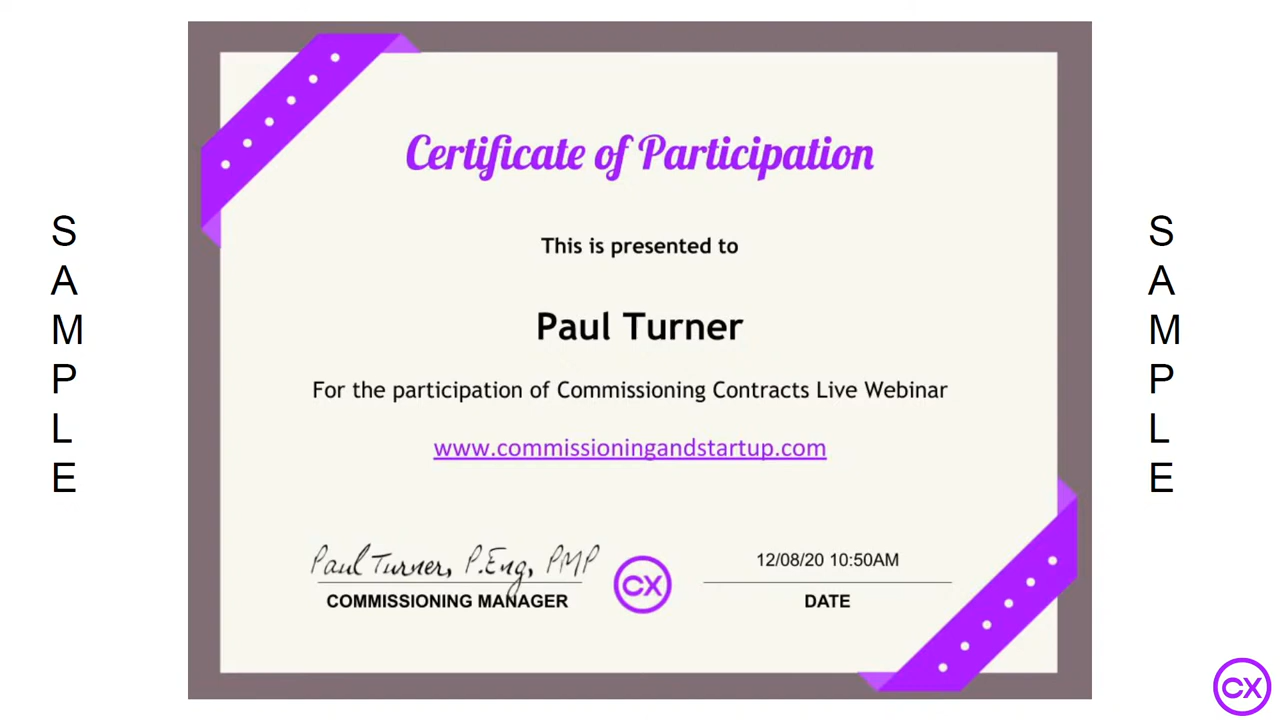 SAMPLE
Certificate of Participation
This is presented to
Paul Turner
For the participation of Commissioning Contracts Live Webinar
www.commissioningandstartup.com
Paul Turner, P.Eng, PMP
COMMISSIONING MANAGER
CX
12/08/20 10:50AM
DATE
SAMPLE
CX